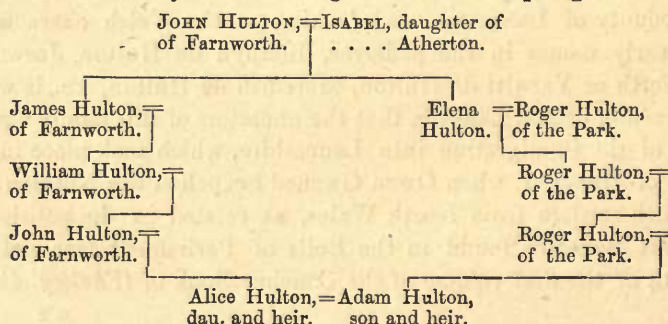 JOHN HULTON,=ISABEL, daughter of
of Farnworth. .... Atherton.
James Hulton,= Elena =Roger Hulton,
of Farnworth. Hulton. of the Park.
William Hulton,= Roger Hulton,=
of Farnworth. of the Park.
John Hulton,= Roger Hulton,=
of Farnworth. of the Park.
Alice Hulton,=Adam Hulton,
dau. and heir. son and heir.